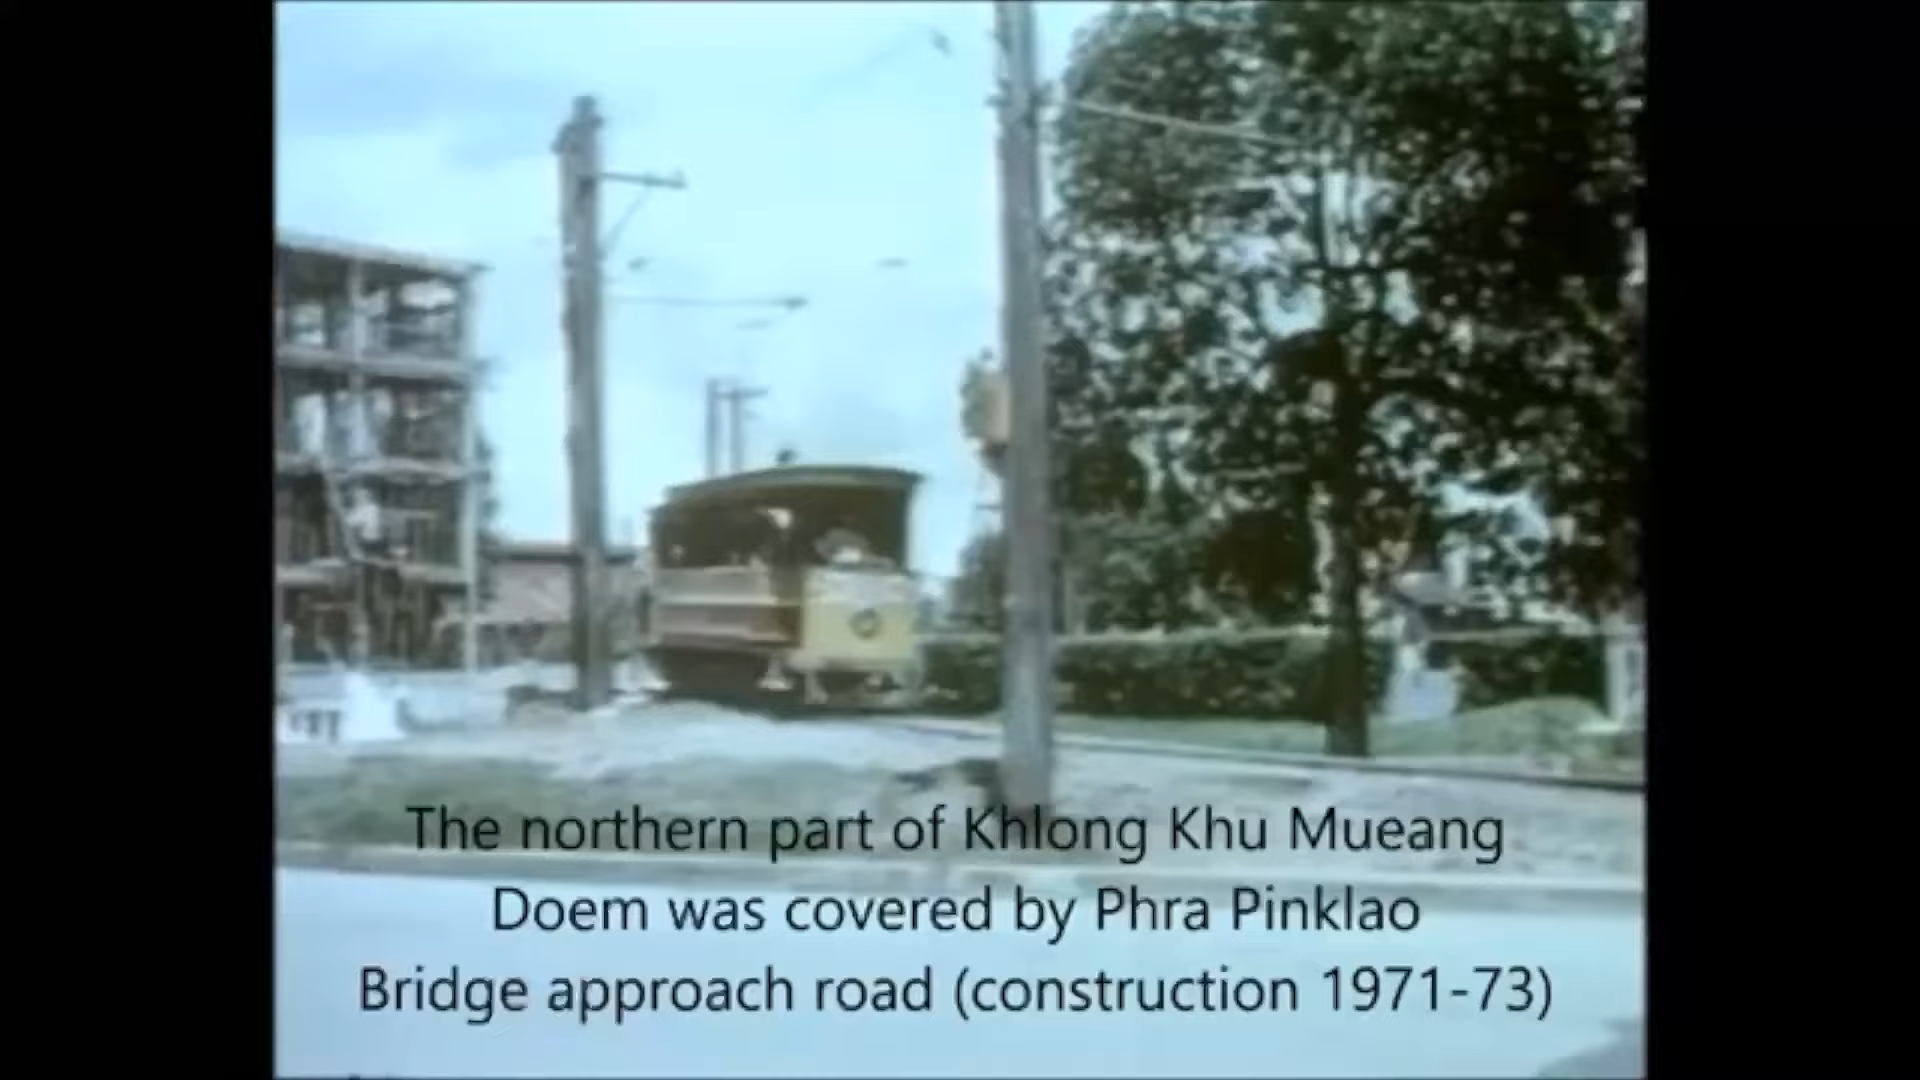 The northern part of Khlong Khu Mueang
Doem was covered by Phra Pinklao
Bridge approach road (construction 1971-73)